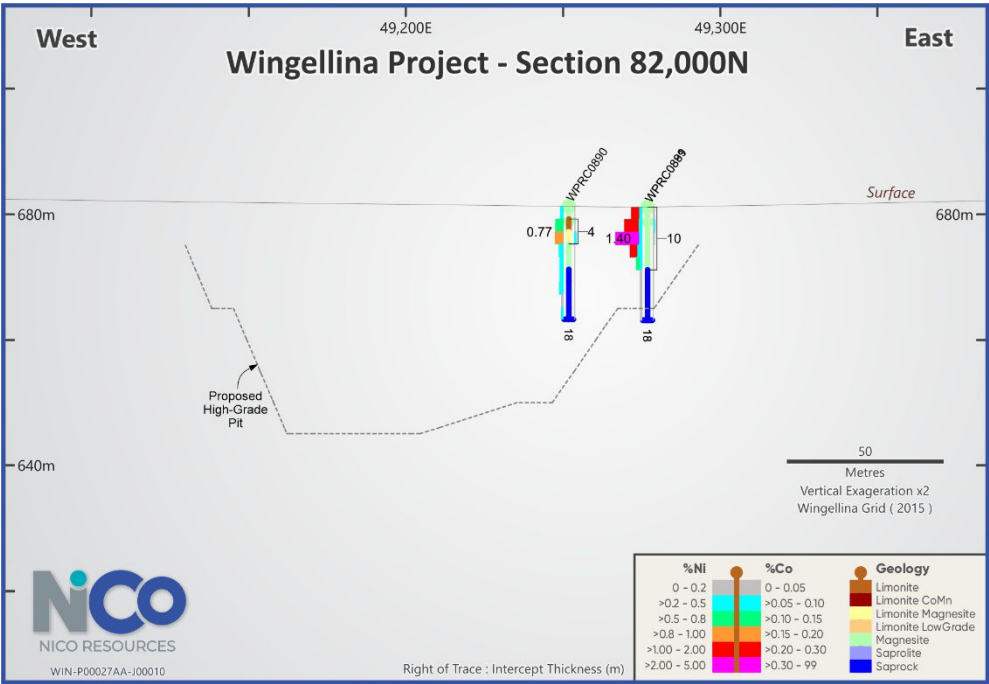 West
49,200E
49,300E
East
Wingellina Project - Section 82,000N
WPRC0890
Surface
680m
680m
0.77
4
1.40
10
18
18
Proposed
High-Grade
Pit
640m
50
Metres
Vertical Exageration x2
Wingellina Grid ( 2015 )
%Ni %Co Geology
0 - 0.2 0 - 0.05 Limonite
>0.2 - 0.5 >0.05 - 0.10 Limonite CoMn
>0.5 - 0.8 >0.10 - 0.15 Limonite Magnesite
>0.8 - 1.00 >0.15 - 0.20 Limonite LowGrade
>1.00 - 2.00 >0.20 - 0.30 Magnesite
>2.00 - 5.00 >0.30 - 99 Saprolite
Saprock
NiCo
NICO RESOURCES
WIN-P00027AA-J00010
Right of Trace : Intercept Thickness (m)